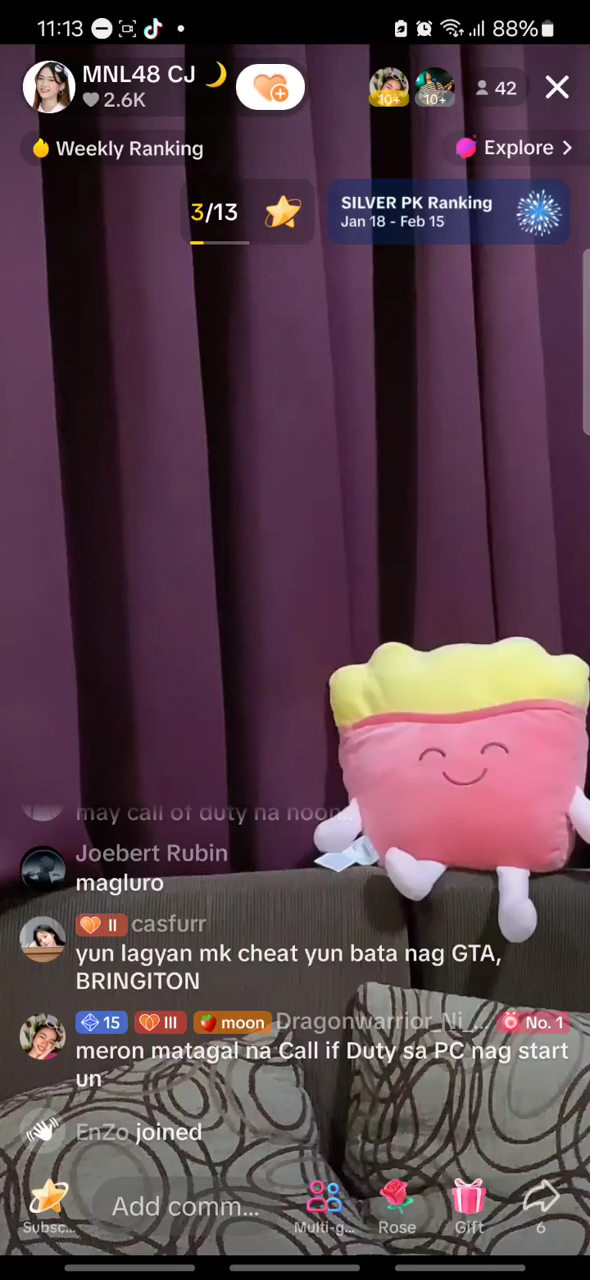 11:13
88%
MNL48 CJ
2.6K
10+
10+
42
Weekly Ranking
Explore
3/13
SILVER PK Ranking
Jan 18 - Feb 15
may call of duty na noon..
Joebert Rubin
magluro
II casfurr
yun lagyan mk cheat yun bata nag GTA,
BRINGITON
15 III moon Dragonwarrior_Ni_... No. 1
meron matagal na Call if Duty sa PC nag start
un
EnZo joined
Add comm...
Subsc...
Multi-g...
Rose
Gift
6